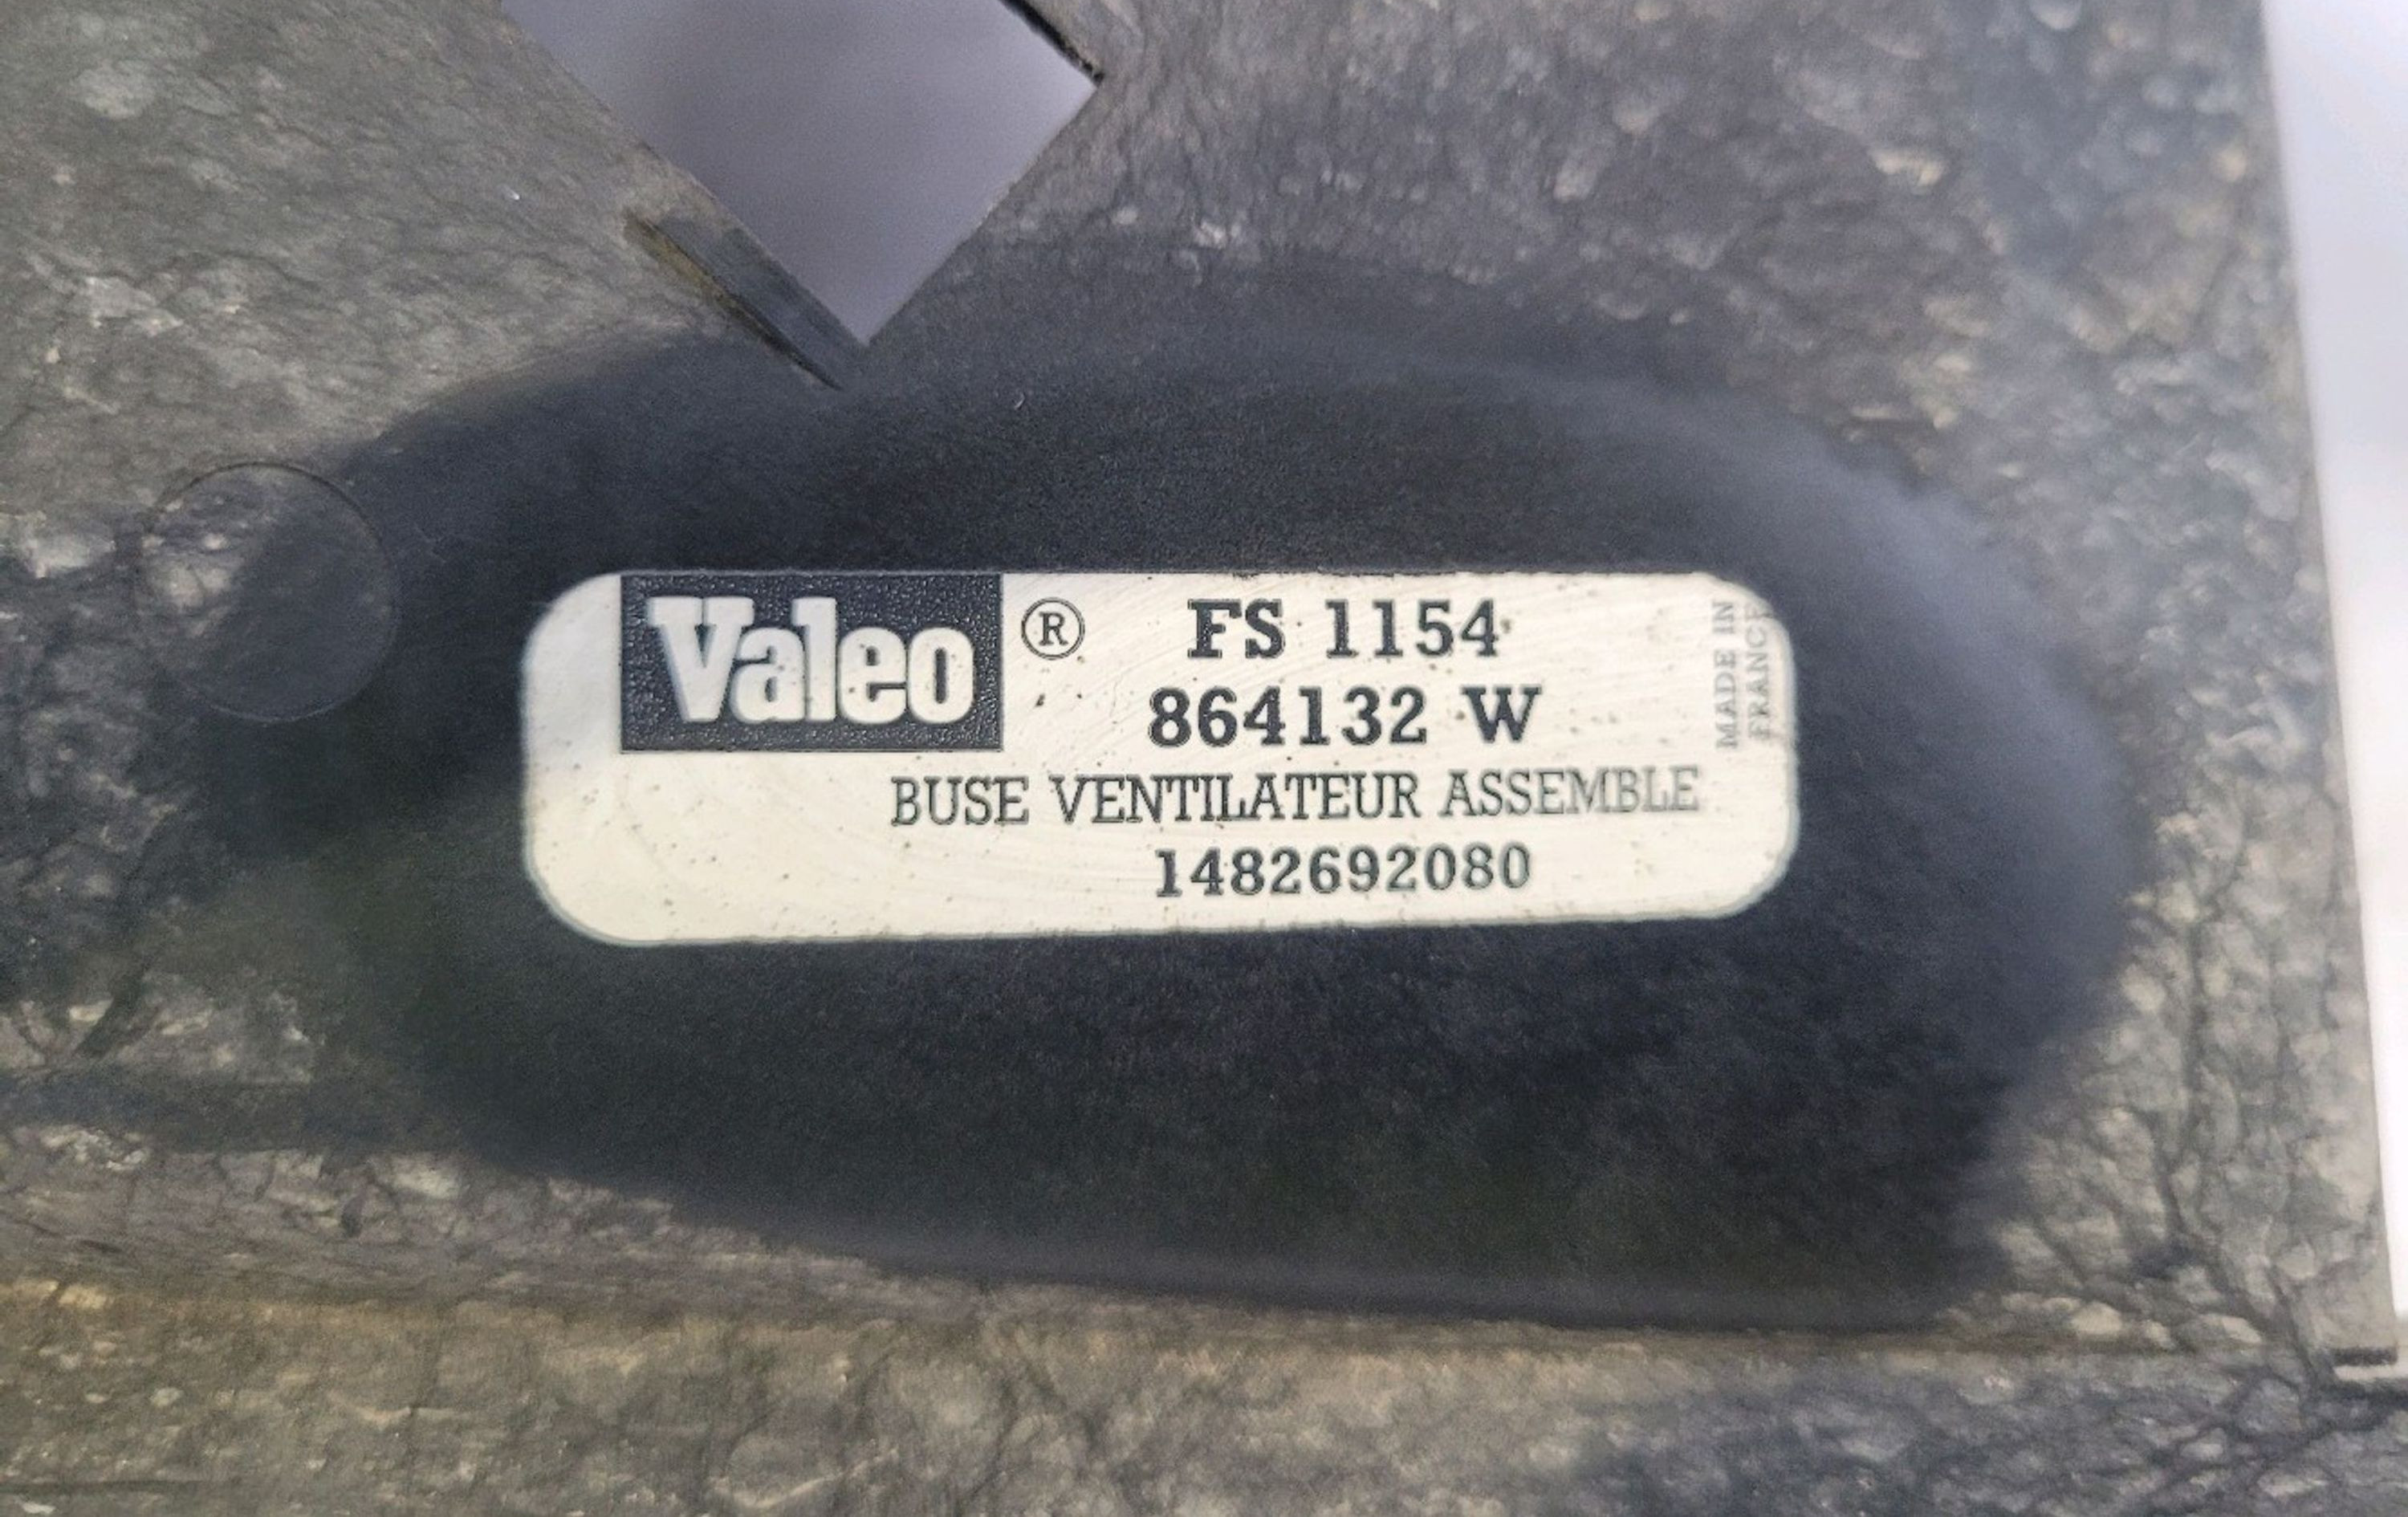 Valeo ® FS 1154
864132 W
MADE IN
FRANCE
BUSE VENTILATEUR ASSEMBLE
1482692080